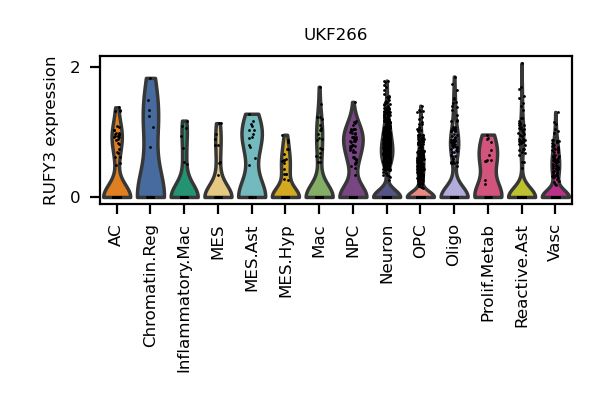 UKF266
RUFY3 expression
2
0
AC
Chromatin.Reg
Inflammatory.Mac
MES
MES.Ast
MES.Hyp
Mac
NPC
Neuron
OPC
Oligo
Prolif.Metab
Reactive.Ast
Vasc